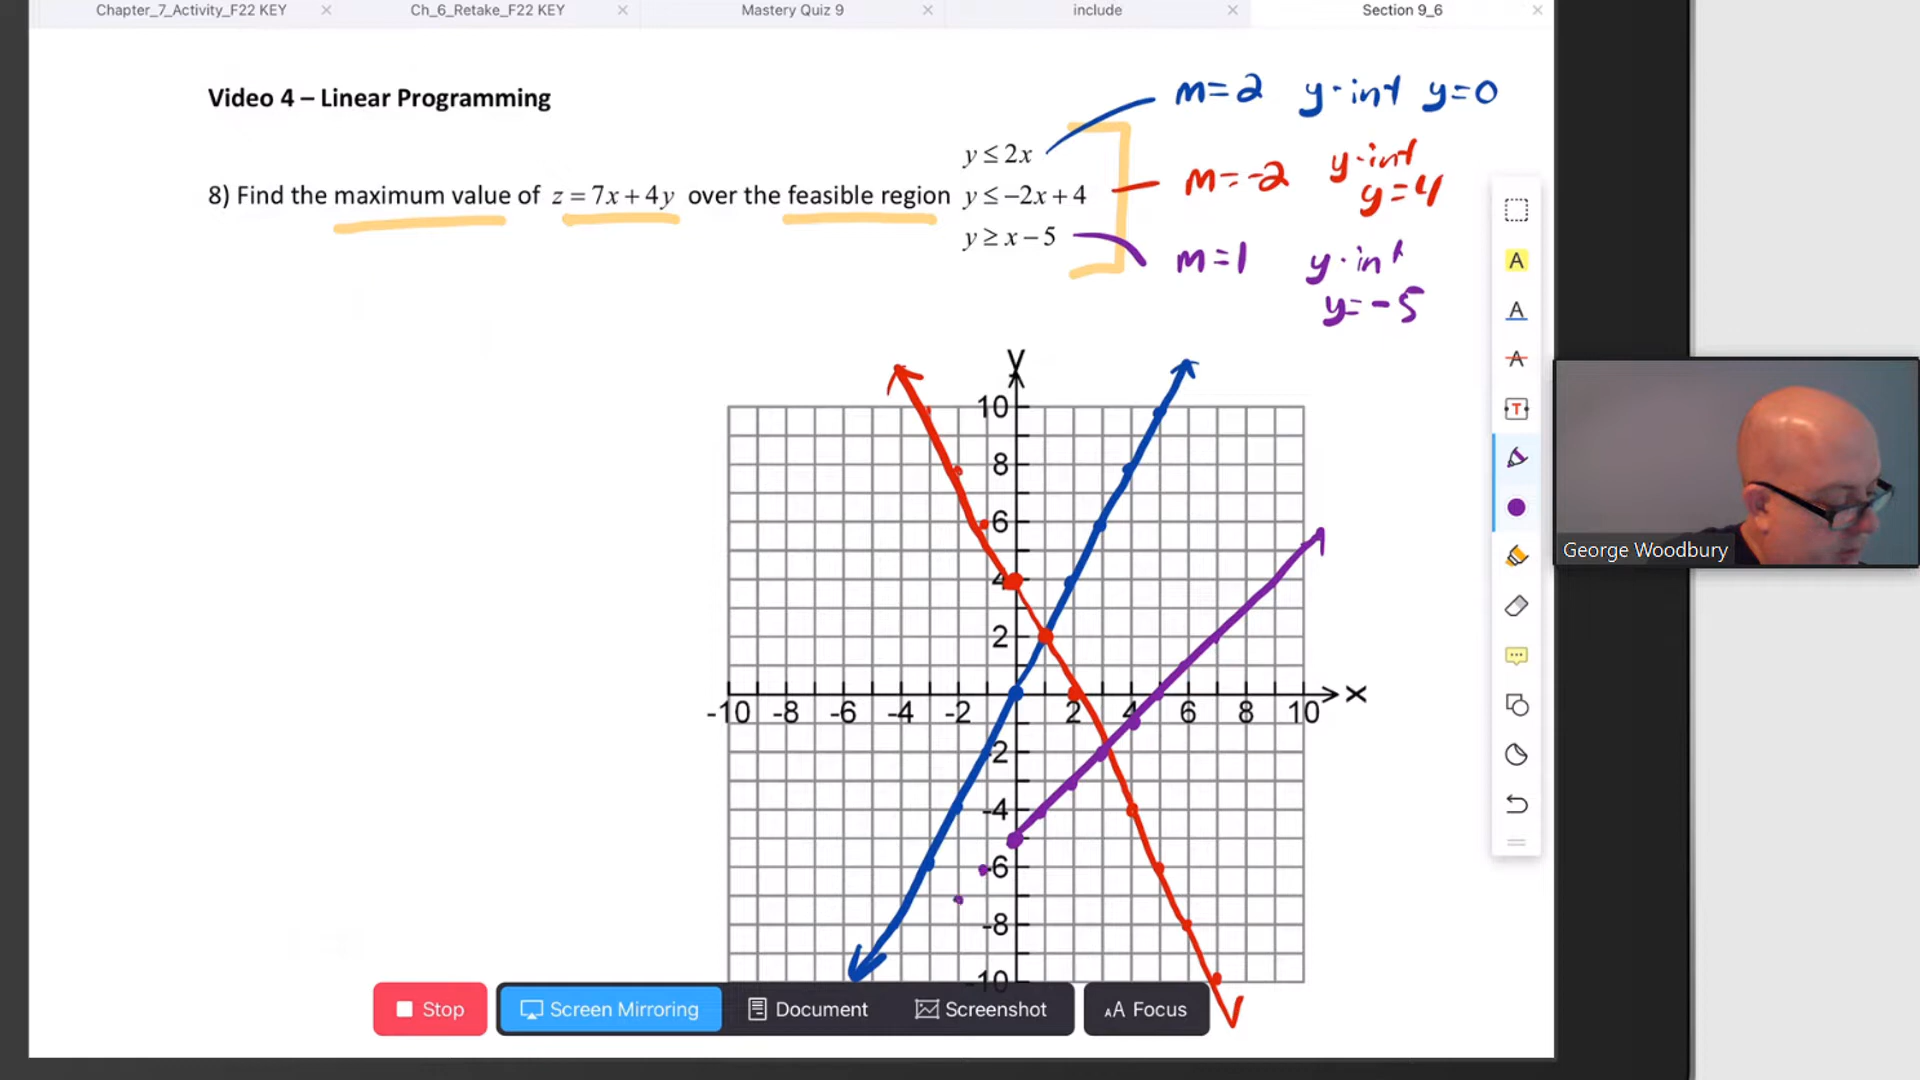 Chapter_7_Activity_F22 KEY
Ch_6_Retake_F22 KEY
Mastery Quiz 9
include
Section 9_6
Video 4 – Linear Programming
m=2 y-int y=0
y ≤ 2x
8) Find the maximum value of z = 7x + 4y over the feasible region y ≤ −2x + 4
m=-2 y-int
y=4
y ≥ x − 5
m=1 y-int
y=-5
y
10
8
6
4
2
x
-10 -8 -6 -4 -2 2 4 6 8 10
-2
-4
-6
-8
-10
A
A
A
T
George Woodbury
Stop
Screen Mirroring
Document
Screenshot
AA Focus